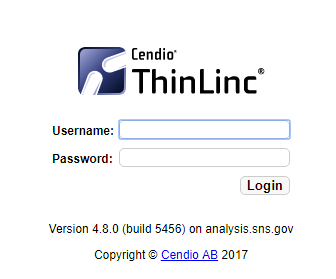 Cendio®
ThinLinc®
Username:
Password:
Login
Version 4.8.0 (build 5456) on analysis.sns.gov
Copyright © Cendio AB 2017